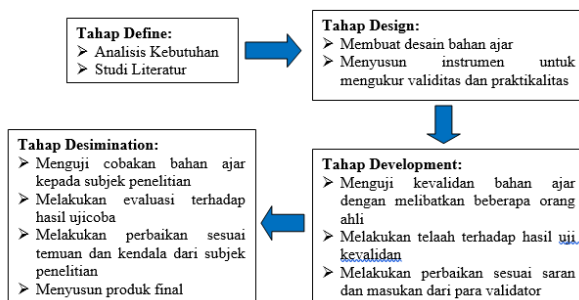 Tahap Define:
➢ Analisis Kebutuhan
➢ Studi Literatur
Tahap Design:
➢ Membuat desain bahan ajar
➢ Menyusun instrumen untuk
mengukur validitas dan praktikalitas
Tahap Development:
➢ Menguji kevalidan bahan ajar
dengan melibatkan beberapa orang
ahli
➢ Melakukan telaah terhadap hasil uji
kevalidan
➢ Melakukan perbaikan sesuai saran
dan masukan dari para validator
Tahap Desimination:
➢ Menguji cobakan bahan ajar
kepada subjek penelitian
➢ Melakukan evaluasi terhadap
hasil ujicoba
➢ Melakukan perbaikan sesuai
temuan dan kendala dari subjek
penelitian
➢ Menyusun produk final